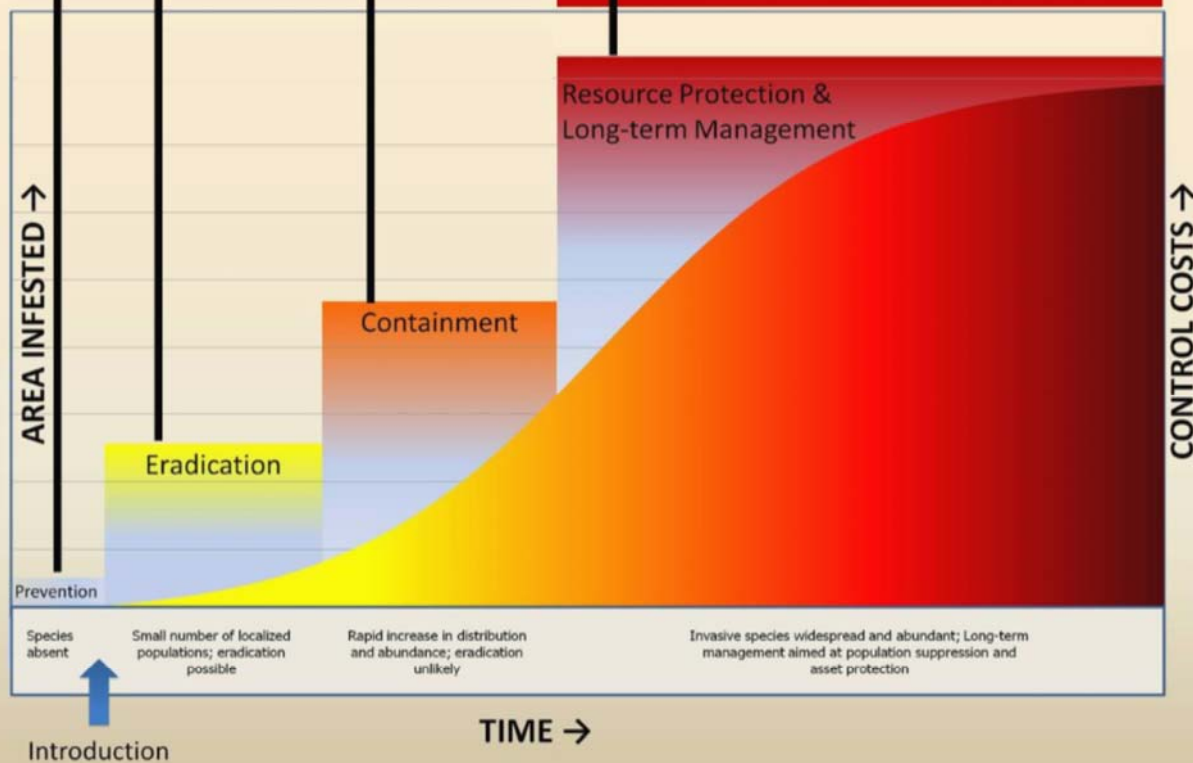 Resource Protection &
Long-term Management
Containment
Eradication
Prevention
AREA INFESTED →
CONTROL COSTS →
Species
absent
Small number of localized
populations; eradication
possible
Rapid increase in distribution
and abundance; eradication
unlikely
Invasive species widespread and abundant; Long-term
management aimed at population suppression and
asset protection
TIME →
Introduction